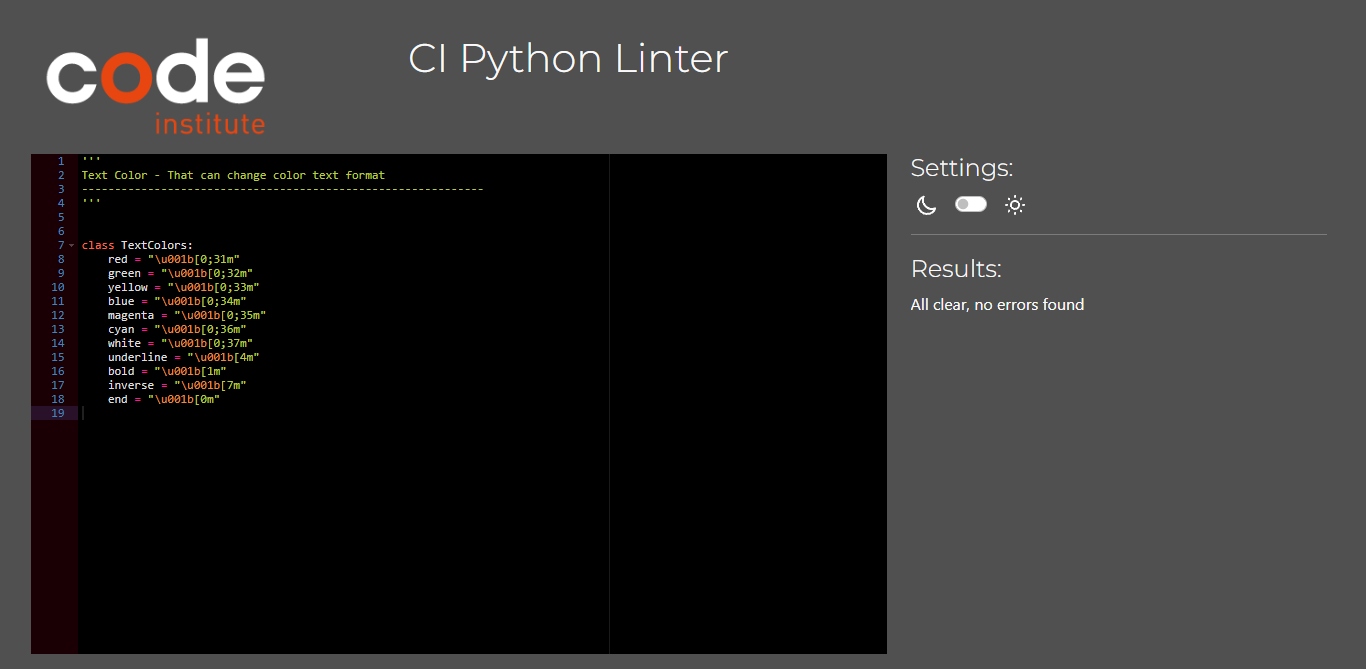 code
institute
CI Python Linter
1 '''
2 Text Color - That can change color text format
3 -------------------------------------------------------------
4 '''
5
6
7 class TextColors:
8     red = "\u001b[0;31m"
9     green = "\u001b[0;32m"
10     yellow = "\u001b[0;33m"
11     blue = "\u001b[0;34m"
12     magenta = "\u001b[0;35m"
13     cyan = "\u001b[0;36m"
14     white = "\u001b[0;37m"
15     underline = "\u001b[4m"
16     bold = "\u001b[1m"
17     inverse = "\u001b[7m"
18     end = "\u001b[0m"
19
Settings:
Results:
All clear, no errors found